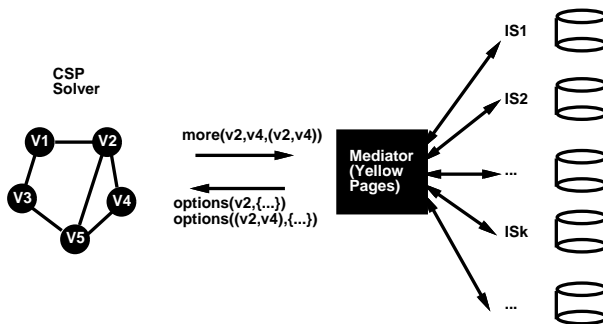 CSP
Solver
V1
V2
V3
V4
V5
more(v2,v4,(v2,v4))
options(v2,{...})
options((v2,v4),{...})
Mediator
(Yellow
Pages)
IS1
IS2
...
ISk
...